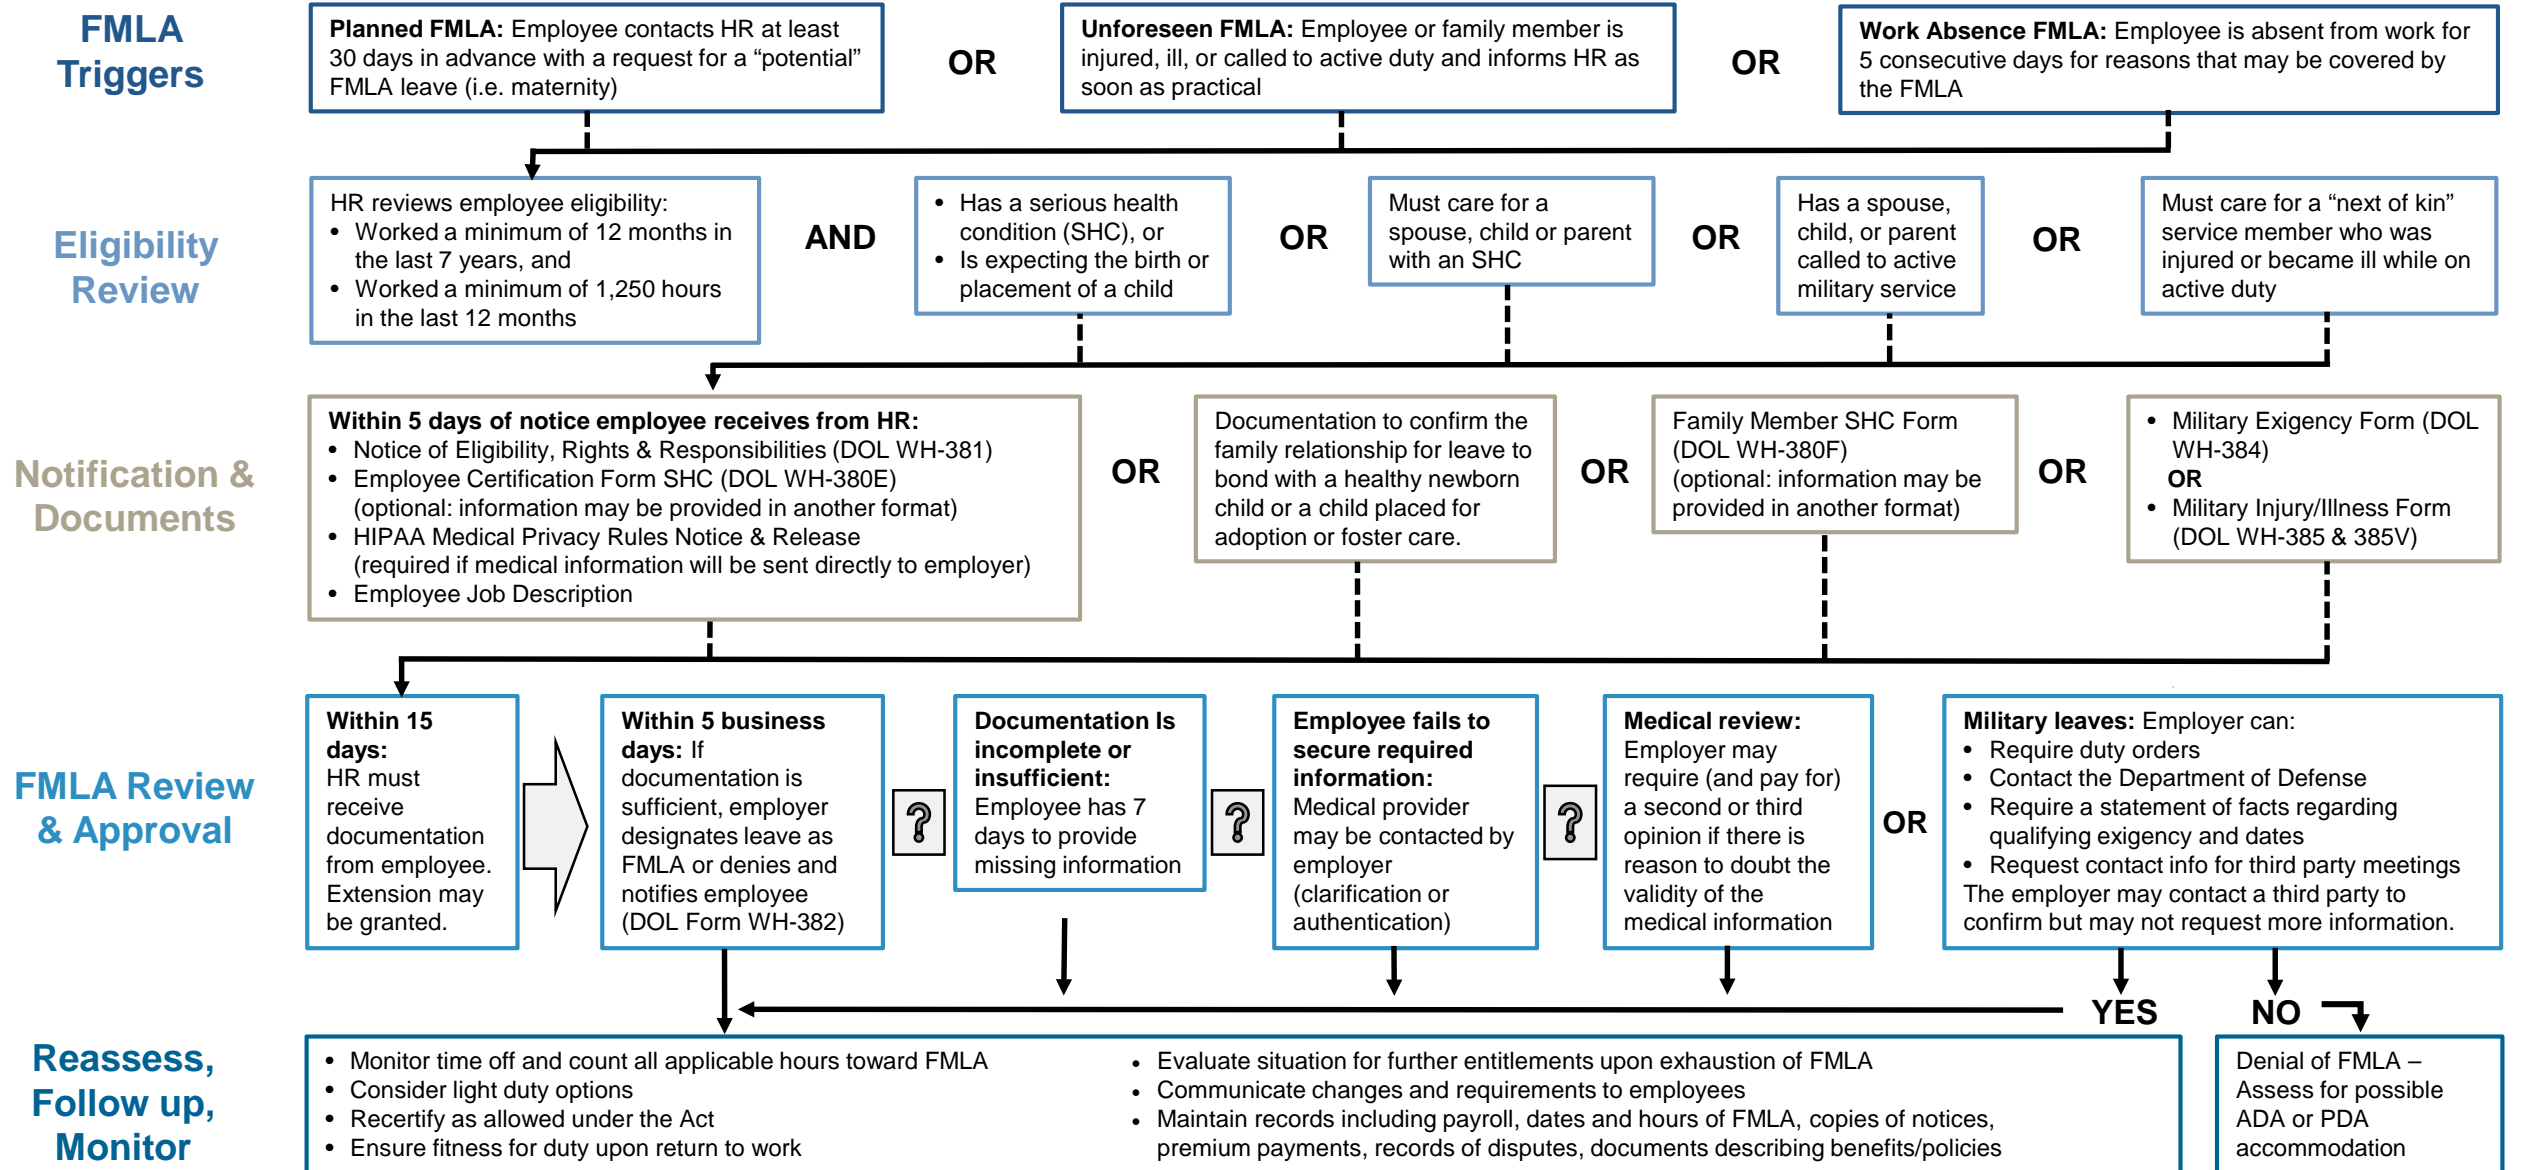 FMLA
Triggers
Planned FMLA: Employee contacts HR at least
30 days in advance with a request for a “potential”
FMLA leave (i.e. maternity)
OR
Unforeseen FMLA: Employee or family member is
injured, ill, or called to active duty and informs HR as
soon as practical
OR
Work Absence FMLA: Employee is absent from work for
5 consecutive days for reasons that may be covered by
the FMLA
Eligibility
Review
HR reviews employee eligibility:
• Worked a minimum of 12 months in
the last 7 years, and
• Worked a minimum of 1,250 hours
in the last 12 months
AND
• Has a serious health
condition (SHC), or
• Is expecting the birth or
placement of a child
OR
Must care for a
spouse, child or parent
with an SHC
OR
Has a spouse,
child, or parent
called to active
military service
OR
Must care for a “next of kin”
service member who was
injured or became ill while on
active duty
Notification &
Documents
Within 5 days of notice employee receives from HR:
• Notice of Eligibility, Rights & Responsibilities (DOL WH-381)
• Employee Certification Form SHC (DOL WH-380E)
(optional: information may be provided in another format)
• HIPAA Medical Privacy Rules Notice & Release
(required if medical information will be sent directly to employer)
• Employee Job Description
OR
Documentation to confirm the
family relationship for leave to
bond with a healthy newborn
child or a child placed for
adoption or foster care.
OR
Family Member SHC Form
(DOL WH-380F)
(optional: information may be
provided in another format)
OR
• Military Exigency Form (DOL
WH-384)
OR
• Military Injury/Illness Form
(DOL WH-385 & 385V)
FMLA Review
& Approval
Within 15
days:
HR must
receive
documentation
from employee.
Extension may
be granted.
Within 5 business
days: If
documentation is
sufficient, employer
designates leave as
FMLA or denies and
notifies employee
(DOL Form WH-382)
?
Documentation Is
incomplete or
insufficient:
Employee has 7
days to provide
missing information
?
Employee fails to
secure required
information:
Medical provider
may be contacted by
employer
(clarification or
authentication)
?
Medical review:
Employer may
require (and pay for)
a second or third
opinion if there is
reason to doubt the
validity of the
medical information
OR
Military leaves: Employer can:
• Require duty orders
• Contact the Department of Defense
• Require a statement of facts regarding
qualifying exigency and dates
• Request contact info for third party meetings
The employer may contact a third party to
confirm but may not request more information.
YES
NO
Reassess,
Follow up,
Monitor
• Monitor time off and count all applicable hours toward FMLA
• Consider light duty options
• Recertify as allowed under the Act
• Ensure fitness for duty upon return to work
• Evaluate situation for further entitlements upon exhaustion of FMLA
• Communicate changes and requirements to employees
• Maintain records including payroll, dates and hours of FMLA, copies of notices,
premium payments, records of disputes, documents describing benefits/policies
Denial of FMLA –
Assess for possible
ADA or PDA
accommodation